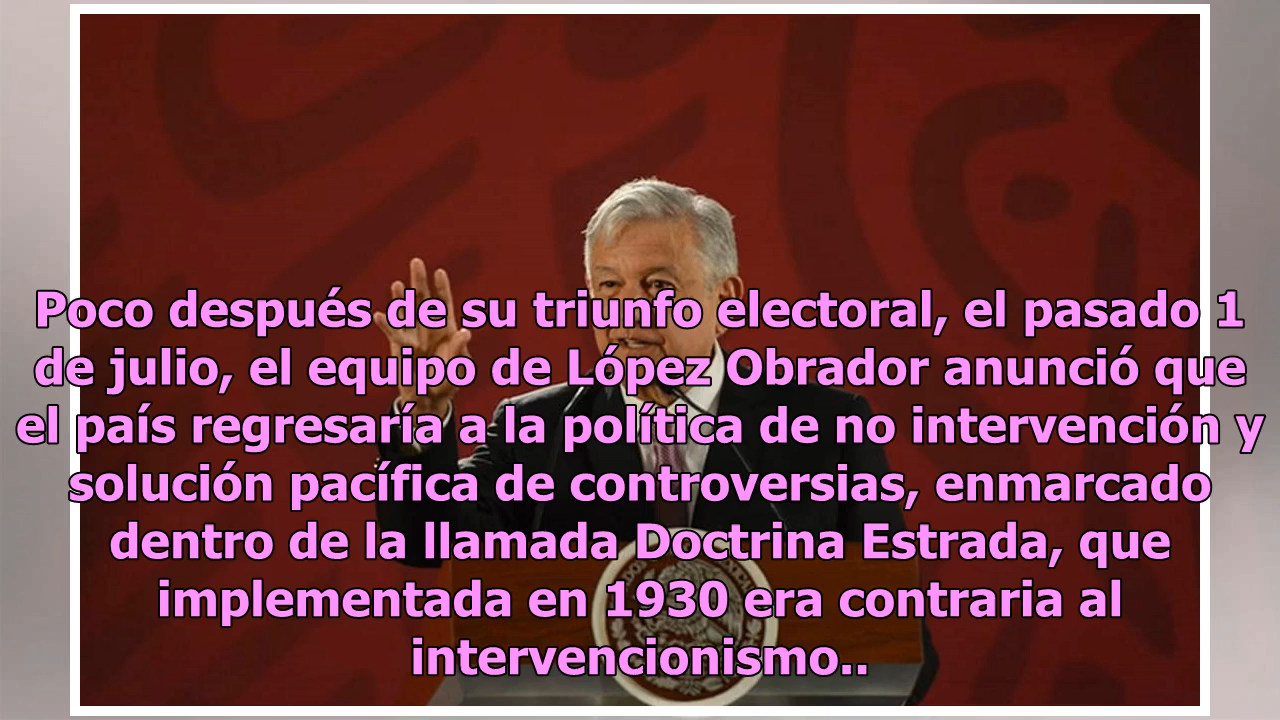 Poco después de su triunfo electoral, el pasado 1
de julio, el equipo de López Obrador anunció que
el país regresaría a la política de no intervención y
solución pacífica de controversias, enmarcado
dentro de la llamada Doctrina Estrada, que
implementada en 1930 era contraria al
intervencionismo..